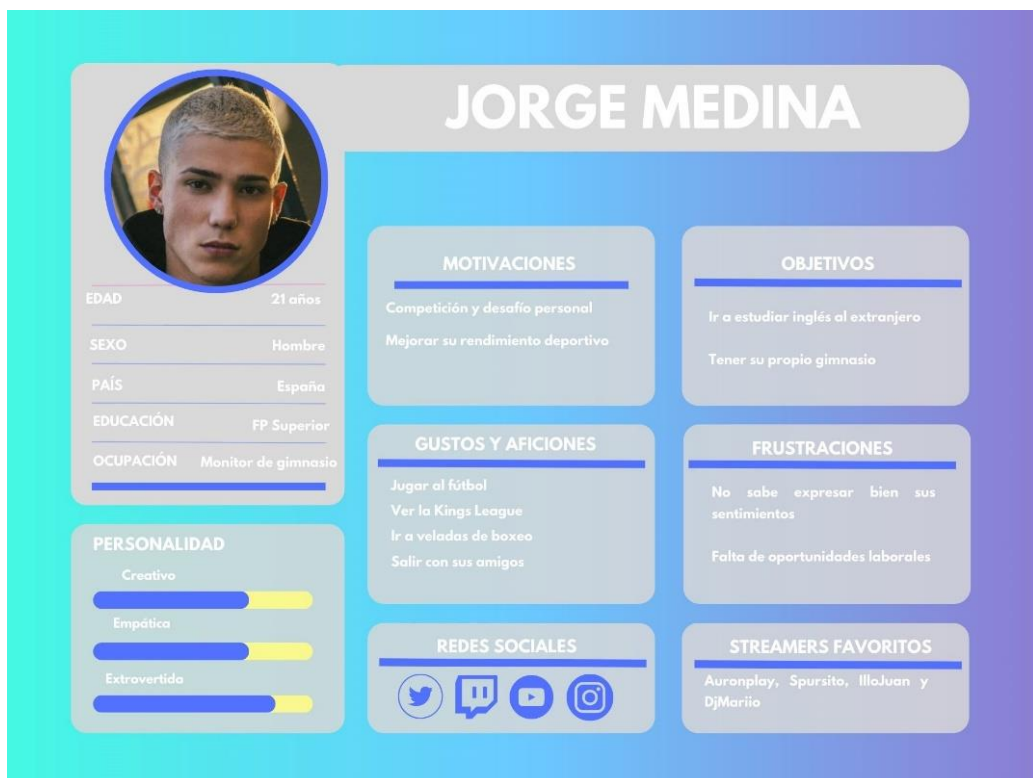 JORGE MEDINA
EDAD 21 años
SEXO Hombre
PAÍS España
EDUCACIÓN FP Superior
OCUPACIÓN Monitor de gimnasio
PERSONALIDAD
Creativo
Empática
Extrovertido
MOTIVACIONES
Competición y desafío personal
Mejorar su rendimiento deportivo
OBJETIVOS
Ir a estudiar inglés al extranjero
Tener su propio gimnasio
GUSTOS Y AFICIONES
Jugar al fútbol
Ver la Kings League
Ir a veladas de boxeo
Salir con sus amigos
FRUSTRACIONES
No sabe expresar bien sus
sentimientos
Falta de oportunidades laborales
REDES SOCIALES
STREAMERS FAVORITOS
Auronplay, Spursito, IlloJuan y
DjMariio